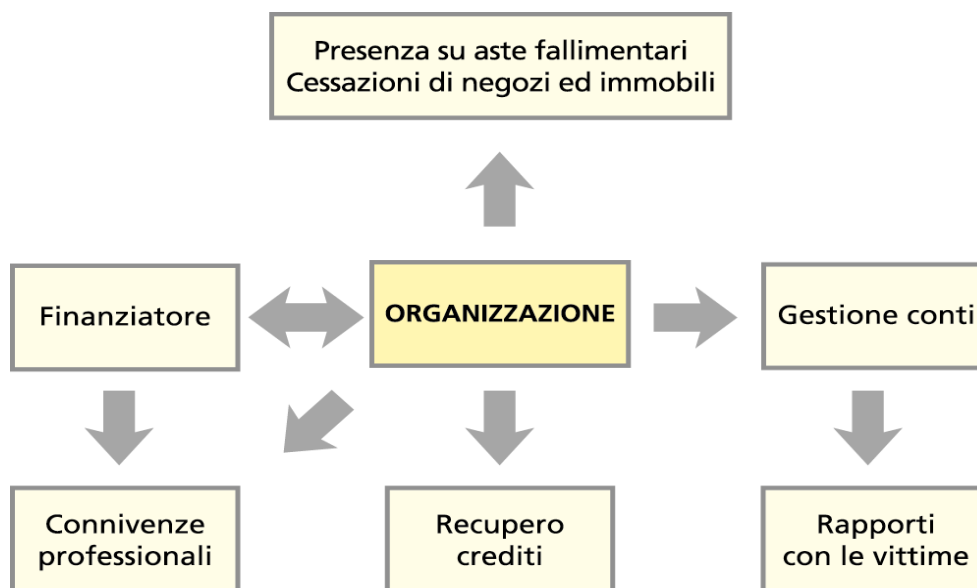 Presenza su aste fallimentari
Cessazioni di negozi ed immobili
Finanziatore
ORGANIZZAZIONE
Gestione conti
Connivenze
professionali
Recupero
crediti
Rapporti
con le vittime